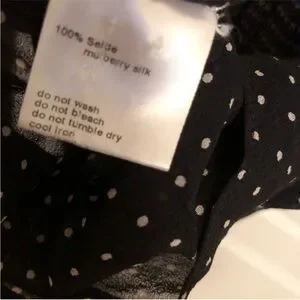 100% Seide
mulberry silk
do not wash
do not bleach
do not tumble dry
cool iron